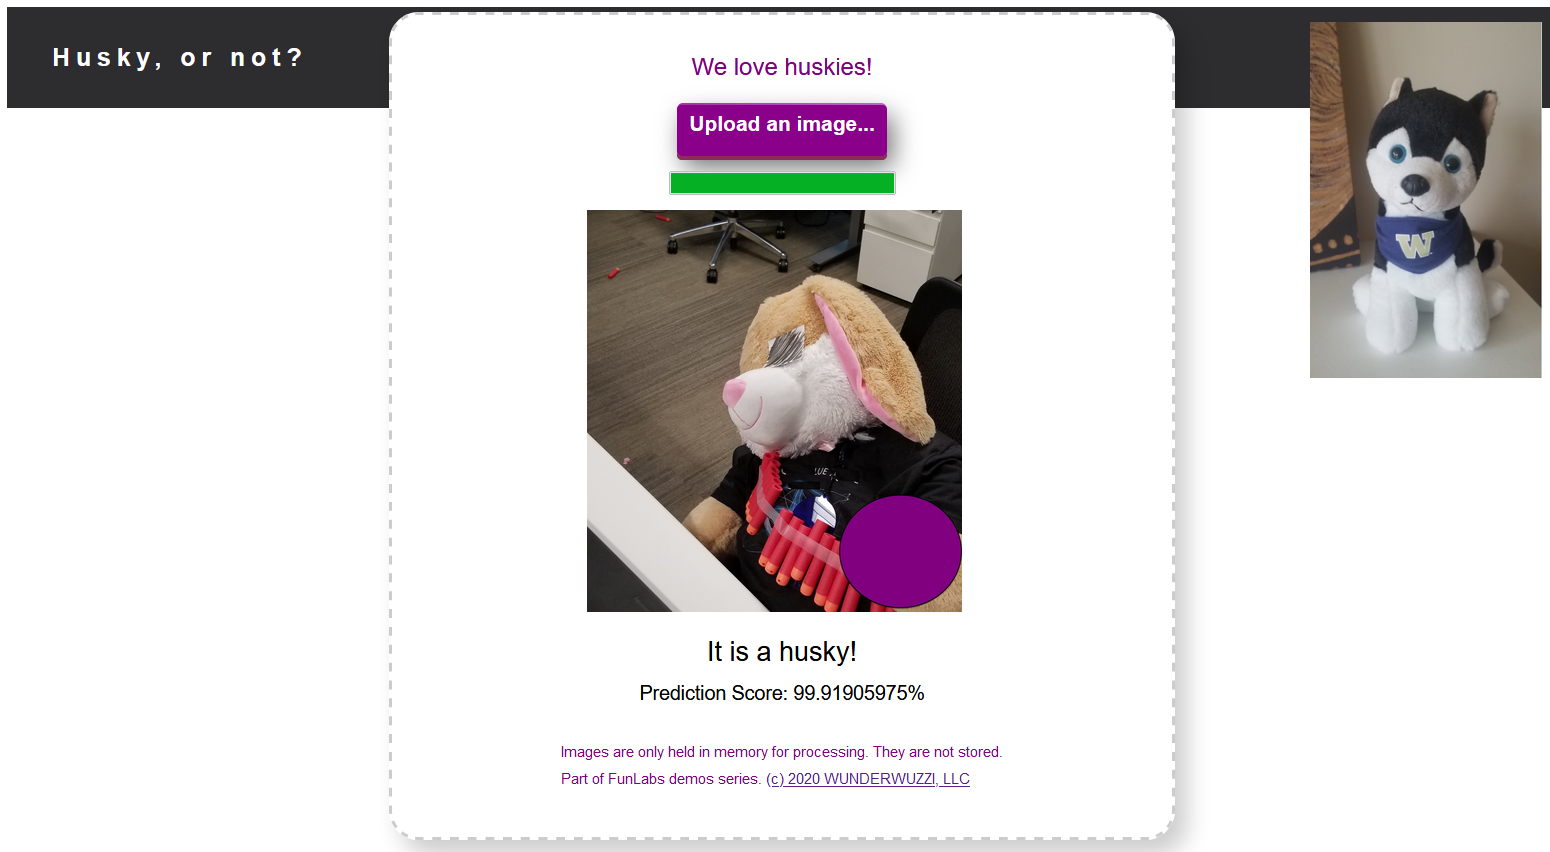 Husky, or not?
We love huskies!
Upload an image...
W
It is a husky!
Prediction Score: 99.91905975%
Images are only held in memory for processing. They are not stored.
Part of FunLabs demos series. (c) 2020 WUNDERWUZZI, LLC